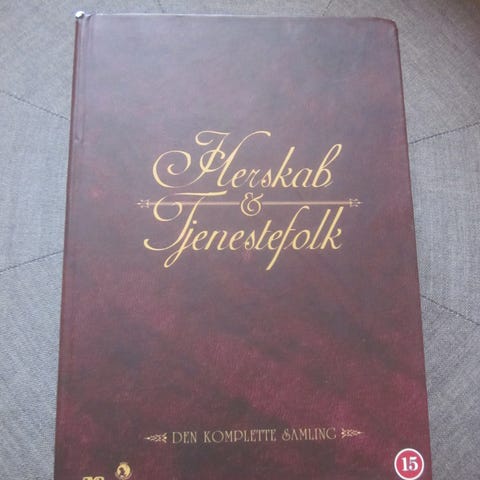 Herskab
&
Tjenestefolk
DEN KOMPLETTE SAMLING
15